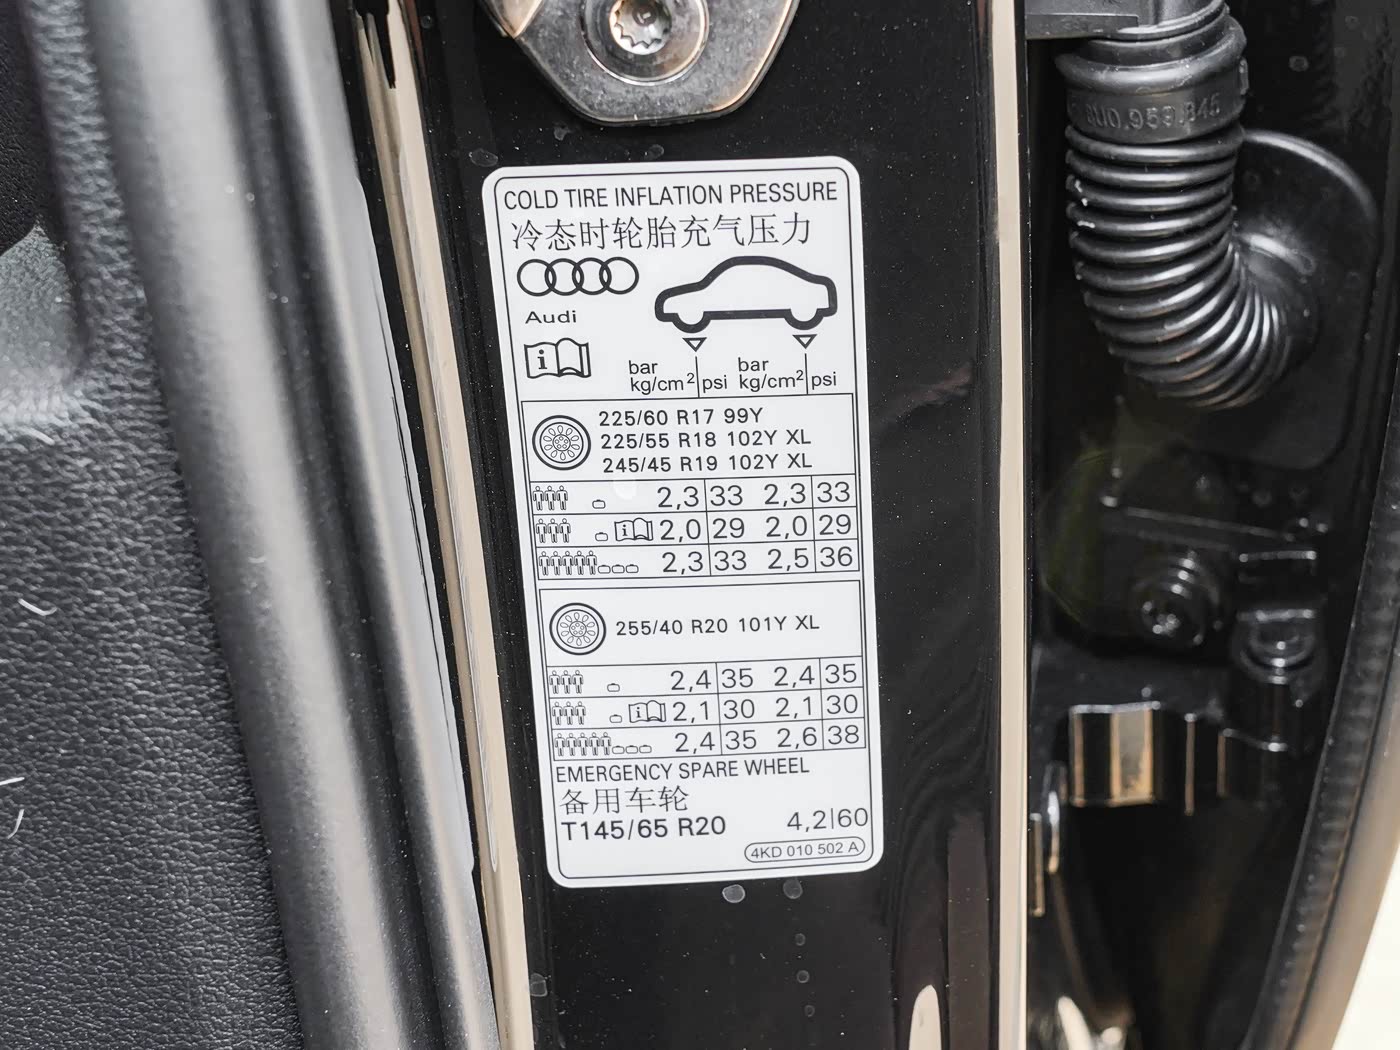 8U0.959.845
COLD TIRE INFLATION PRESSURE
冷态时轮胎充气压力
Audi
i
bar bar
kg/cm² psi kg/cm² psi
225/60 R17 99Y
225/55 R18 102Y XL
245/45 R19 102Y XL
2,3 33 2,3 33
i 2,0 29 2,0 29
2,3 33 2,5 36
255/40 R20 101Y XL
2,4 35 2,4 35
i 2,1 30 2,1 30
2,4 35 2,6 38
EMERGENCY SPARE WHEEL
备用车轮
T145/65 R20 4,2|60
4KD 010 502 A